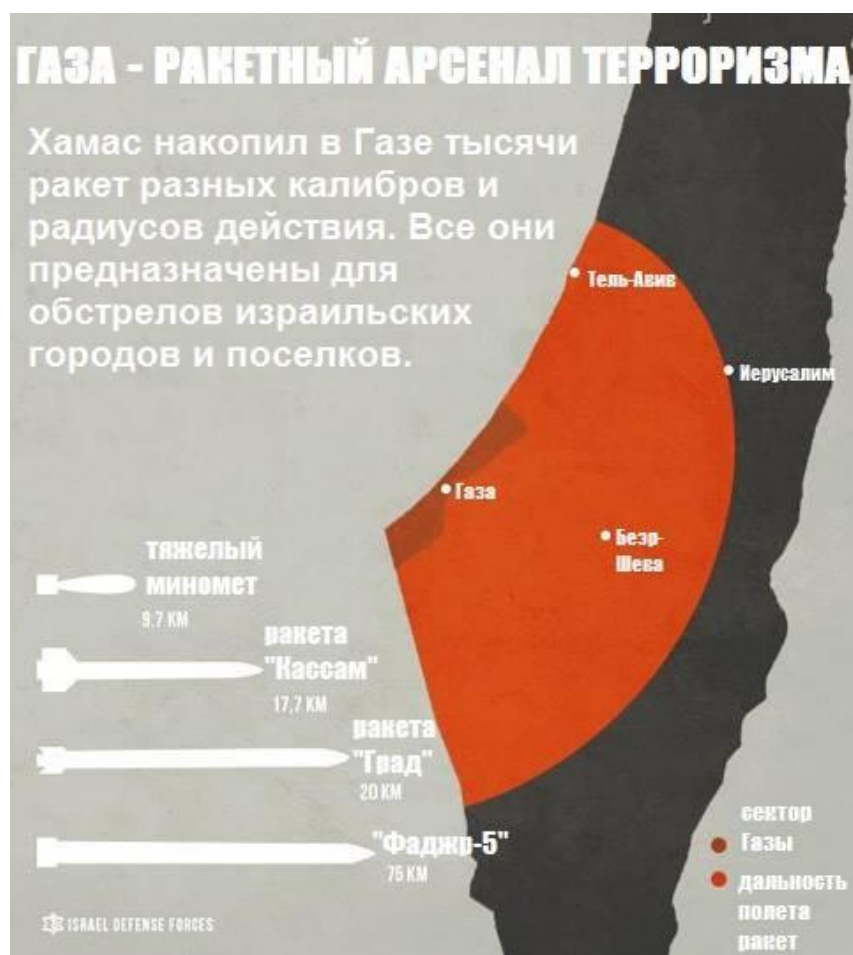 ГАЗА - РАКЕТНЫЙ АРСЕНАЛ ТЕРРОРИЗМА
Хамас накопил в Газе тысячи
ракет разных калибров и
радиусов действия. Все они
предназначены для
обстрелов израильских
городов и поселков.
Тель-Авив
Иерусалим
Газа
Беэр-
Шева
тяжелый
миномет
9.7 КМ
ракета
"Кассам"
17,7 КМ
ракета
"Град"
20 КМ
"Фаджр-5"
75 КМ
сектор
Газы
дальность
полета
ракет
ISRAEL DEFENSE FORCES